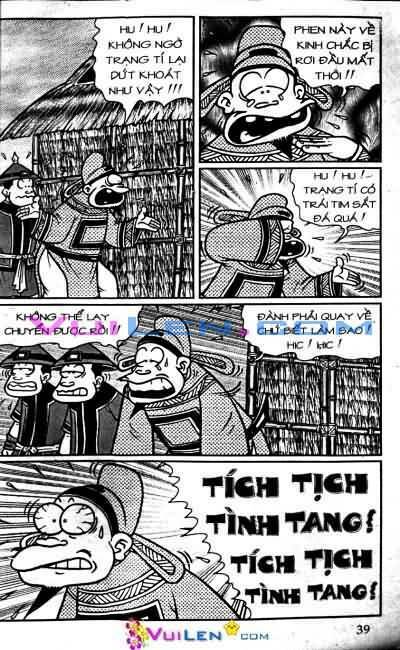 HU! HU!
KHÔNG NGỜ
TRẠNG TÍ LẠI
DỨT KHOÁT
NHƯ VẬY!!!
PHEN NÀY VỀ
KINH CHẮC BỊ
RƠI ĐẦU MẤT
THÔI!!
HU! HU!
TRẠNG TÍ CÓ
TRÁI TIM SẮT
ĐÁ QUÁ!
KHÔNG THỂ LAY
CHUYỂN ĐƯỢC RỒI!!
ĐÀNH PHẢI QUAY VỀ
CHỨ BIẾT LÀM SAO!
HIC! HIC!
VUILEN.COM
TÍCH TỊCH
TÌNH TANG!
TÍCH TỊCH
TÌNH TANG!
39
VUILEN.COM